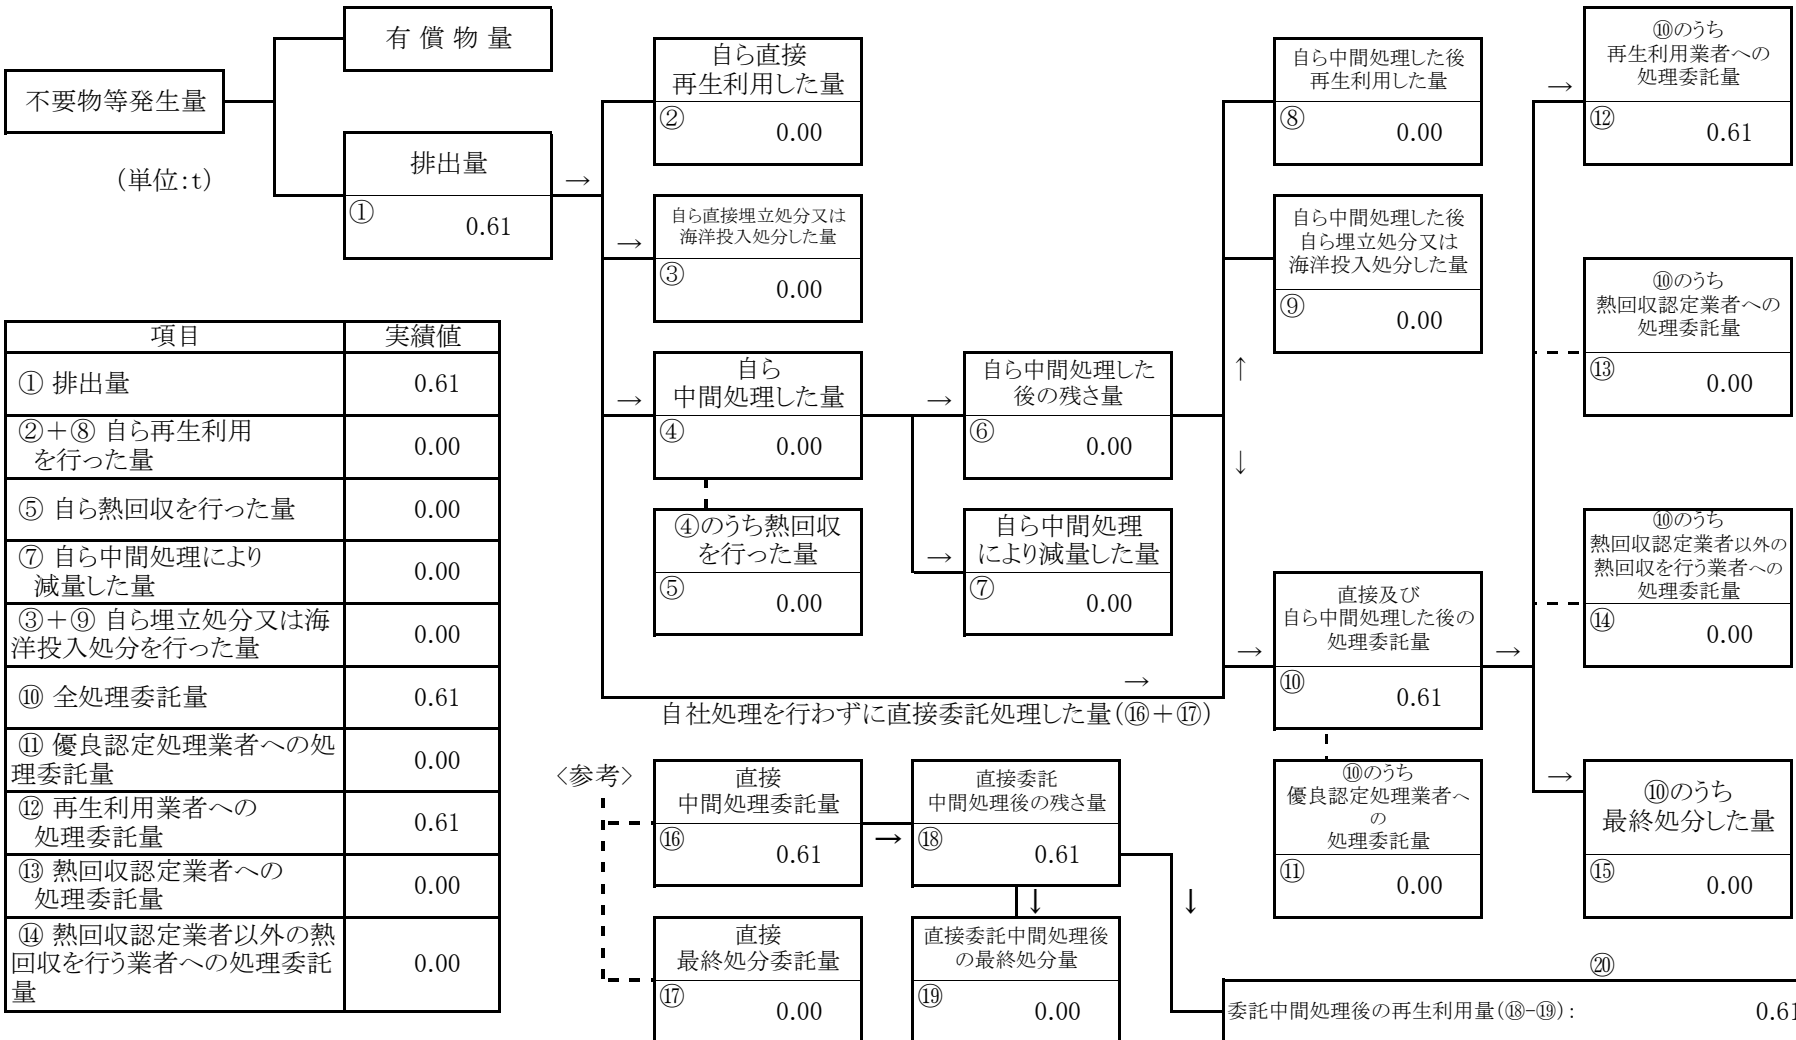 有 償 物 量
不要物等発生量
(単位:t)
排出量
①
0.61
→
自ら直接
再生利用した量
②
0.00
→
自ら直接埋立処分又は
海洋投入処分した量
③
0.00
→
自ら
中間処理した量
④
0.00
④のうち熱回収
を行った量
⑤
0.00
→
自ら中間処理した
後の残さ量
⑥
0.00
→
自ら中間処理
により減量した量
⑦
0.00
自ら中間処理した後
再生利用した量
⑧
0.00
自ら中間処理した後
自ら埋立処分又は
海洋投入処分した量
⑨
0.00
↑
↓
→
自社処理を行わずに直接委託処理した量(⑯+⑰)
→
直接及び
自ら中間処理した後の
処理委託量
⑩
0.61
→
⑩のうち
優良認定処理業者へ
の
処理委託量
⑪
0.00
→
⑩のうち
再生利用業者への
処理委託量
⑫
0.61
⑩のうち
熱回収認定業者への
処理委託量
⑬
0.00
⑩のうち
熱回収認定業者以外の
熱回収を行う業者への
処理委託量
⑭
0.00
→
⑩のうち
最終処分した量
⑮
0.00
項目 実績値
① 排出量 0.61
②+⑧ 自ら再生利用
を行った量
0.00
⑤ 自ら熱回収を行った量 0.00
⑦ 自ら中間処理により
減量した量
0.00
③+⑨ 自ら埋立処分又は海
洋投入処分を行った量
0.00
⑩ 全処理委託量 0.61
⑪ 優良認定処理業者への処
理委託量
0.00
⑫ 再生利用業者への
処理委託量
0.61
⑬ 熱回収認定業者への
処理委託量
0.00
⑭ 熱回収認定業者以外の熱
回収を行う業者への処理委託
量
0.00
<参考>
直接
中間処理委託量
⑯
0.61
→
直接委託
中間処理後の残さ量
⑱
0.61
↓
↓
直接
最終処分委託量
⑰
0.00
直接委託中間処理後
の最終処分量
⑲
0.00
⑳
委託中間処理後の再生利用量(⑱-⑲): 0.61